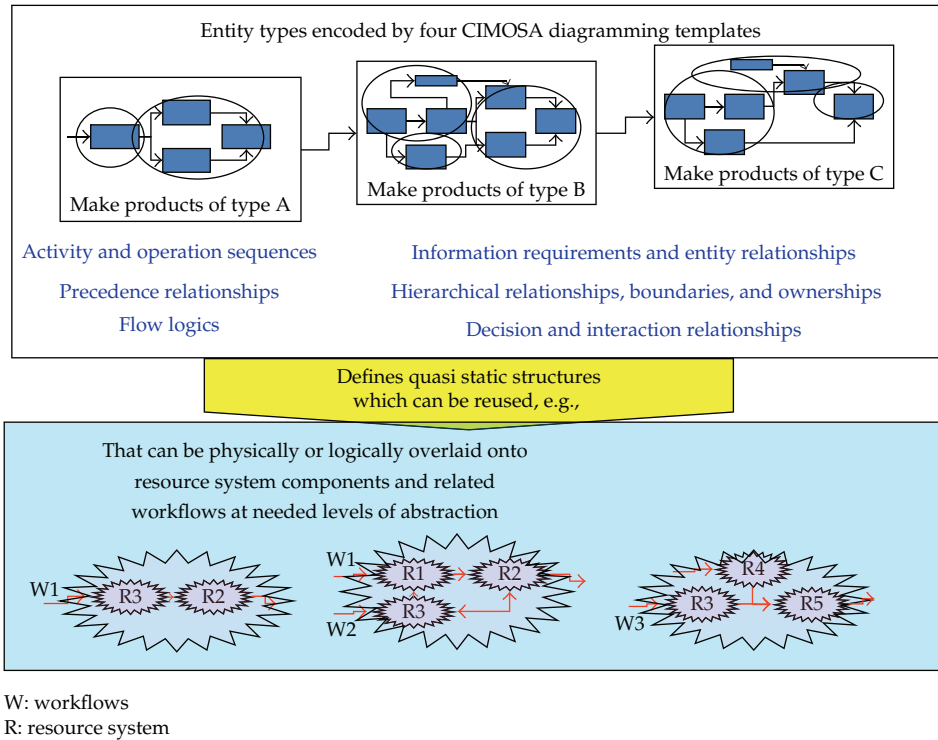 Entity types encoded by four CIMOSA diagramming templates
Make products of type A
Make products of type B
Make products of type C
Activity and operation sequences
Precedence relationships
Flow logics
Information requirements and entity relationships
Hierarchical relationships, boundaries, and ownerships
Decision and interaction relationships
Defines quasi static structures
which can be reused, e.g.,
That can be physically or logically overlaid onto
resource system components and related
workflows at needed levels of abstraction
W1
R3
R2
W1
R1
R2
R3
W2
R4
R3
R5
W3
W: workflows
R: resource system